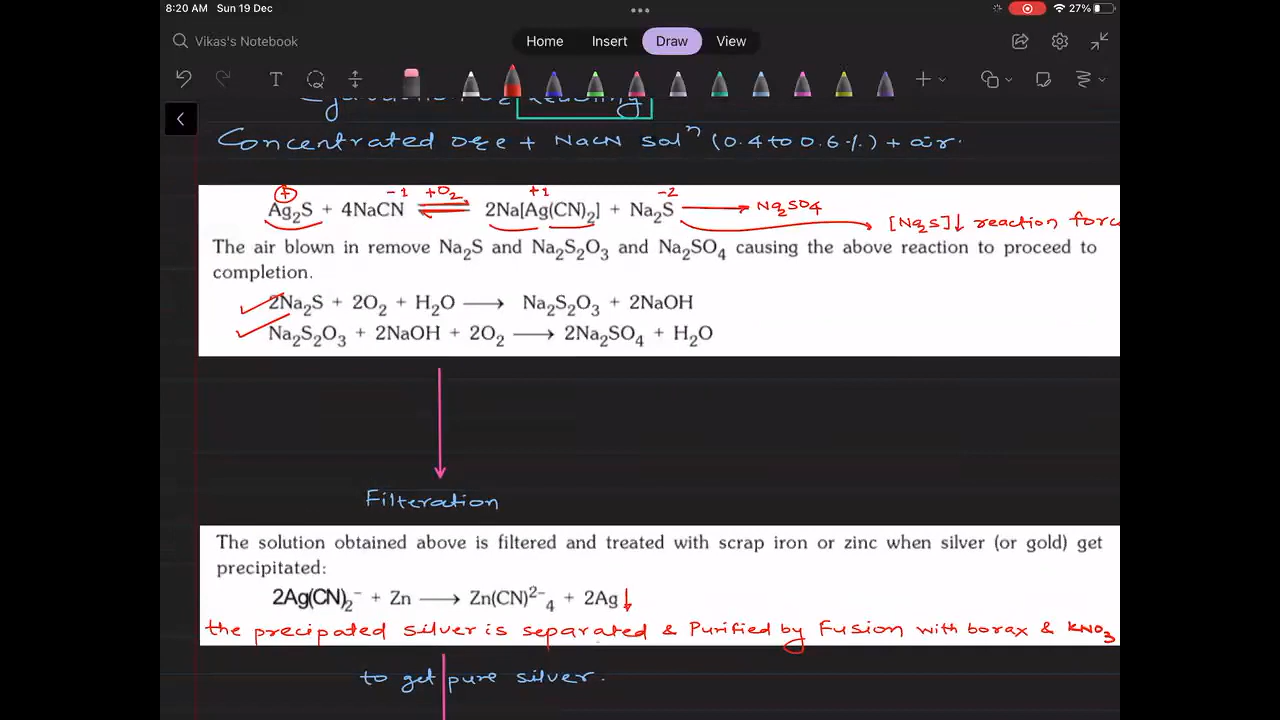 8:20 AM Sun 19 Dec
27%
Vikas's Notebook
Home Insert Draw View
Concentrated ore + NaCN solⁿ (0.4 to 0.6 %) + air.
+ -1 +O₂ +1 -2
Ag₂S + 4NaCN ⇌ 2Na[Ag(CN)₂] + Na₂S → Na₂SO₄
[Na₂S]↓ reaction forc
The air blown in remove Na₂S and Na₂S₂O₃ and Na₂SO₄ causing the above reaction to proceed to
completion.
2Na₂S + 2O₂ + H₂O → Na₂S₂O₃ + 2NaOH
Na₂S₂O₃ + 2NaOH + 2O₂ → 2Na₂SO₄ + H₂O
Filteration
The solution obtained above is filtered and treated with scrap iron or zinc when silver (or gold) get
precipitated:
2Ag(CN)₂⁻ + Zn → Zn(CN)²⁻₄ + 2Ag↓
the precipated silver is separated & Purified by Fusion with borax & KNO₃
to get pure silver.